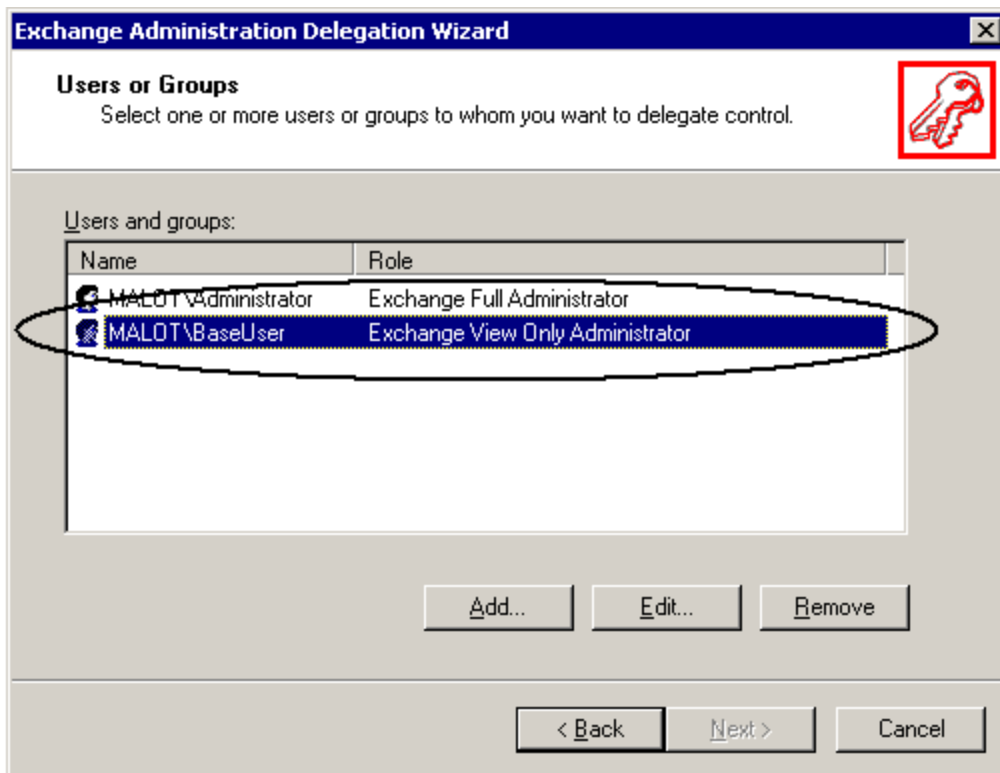 Exchange Administration Delegation Wizard
Users or Groups
Select one or more users or groups to whom you want to delegate control.
Users and groups:
Name Role
MALOT\Administrator Exchange Full Administrator
MALOT\BaseUser Exchange View Only Administrator
Add... Edit... Remove
< Back Next > Cancel